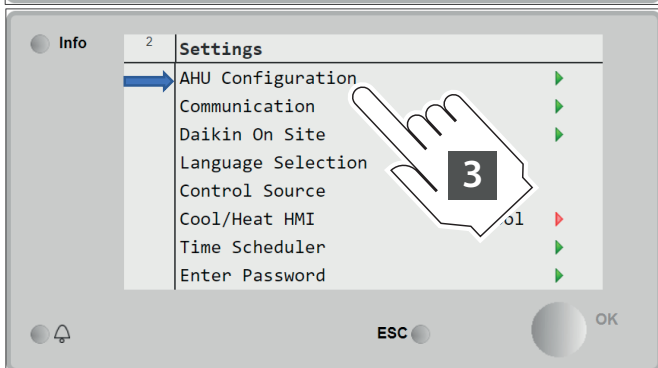 Info
2
Settings
AHU Configuration
Communication
Daikin On Site
Language Selection
Control Source
Cool/Heat HMI
Time Scheduler
Enter Password
3
ESC
OK